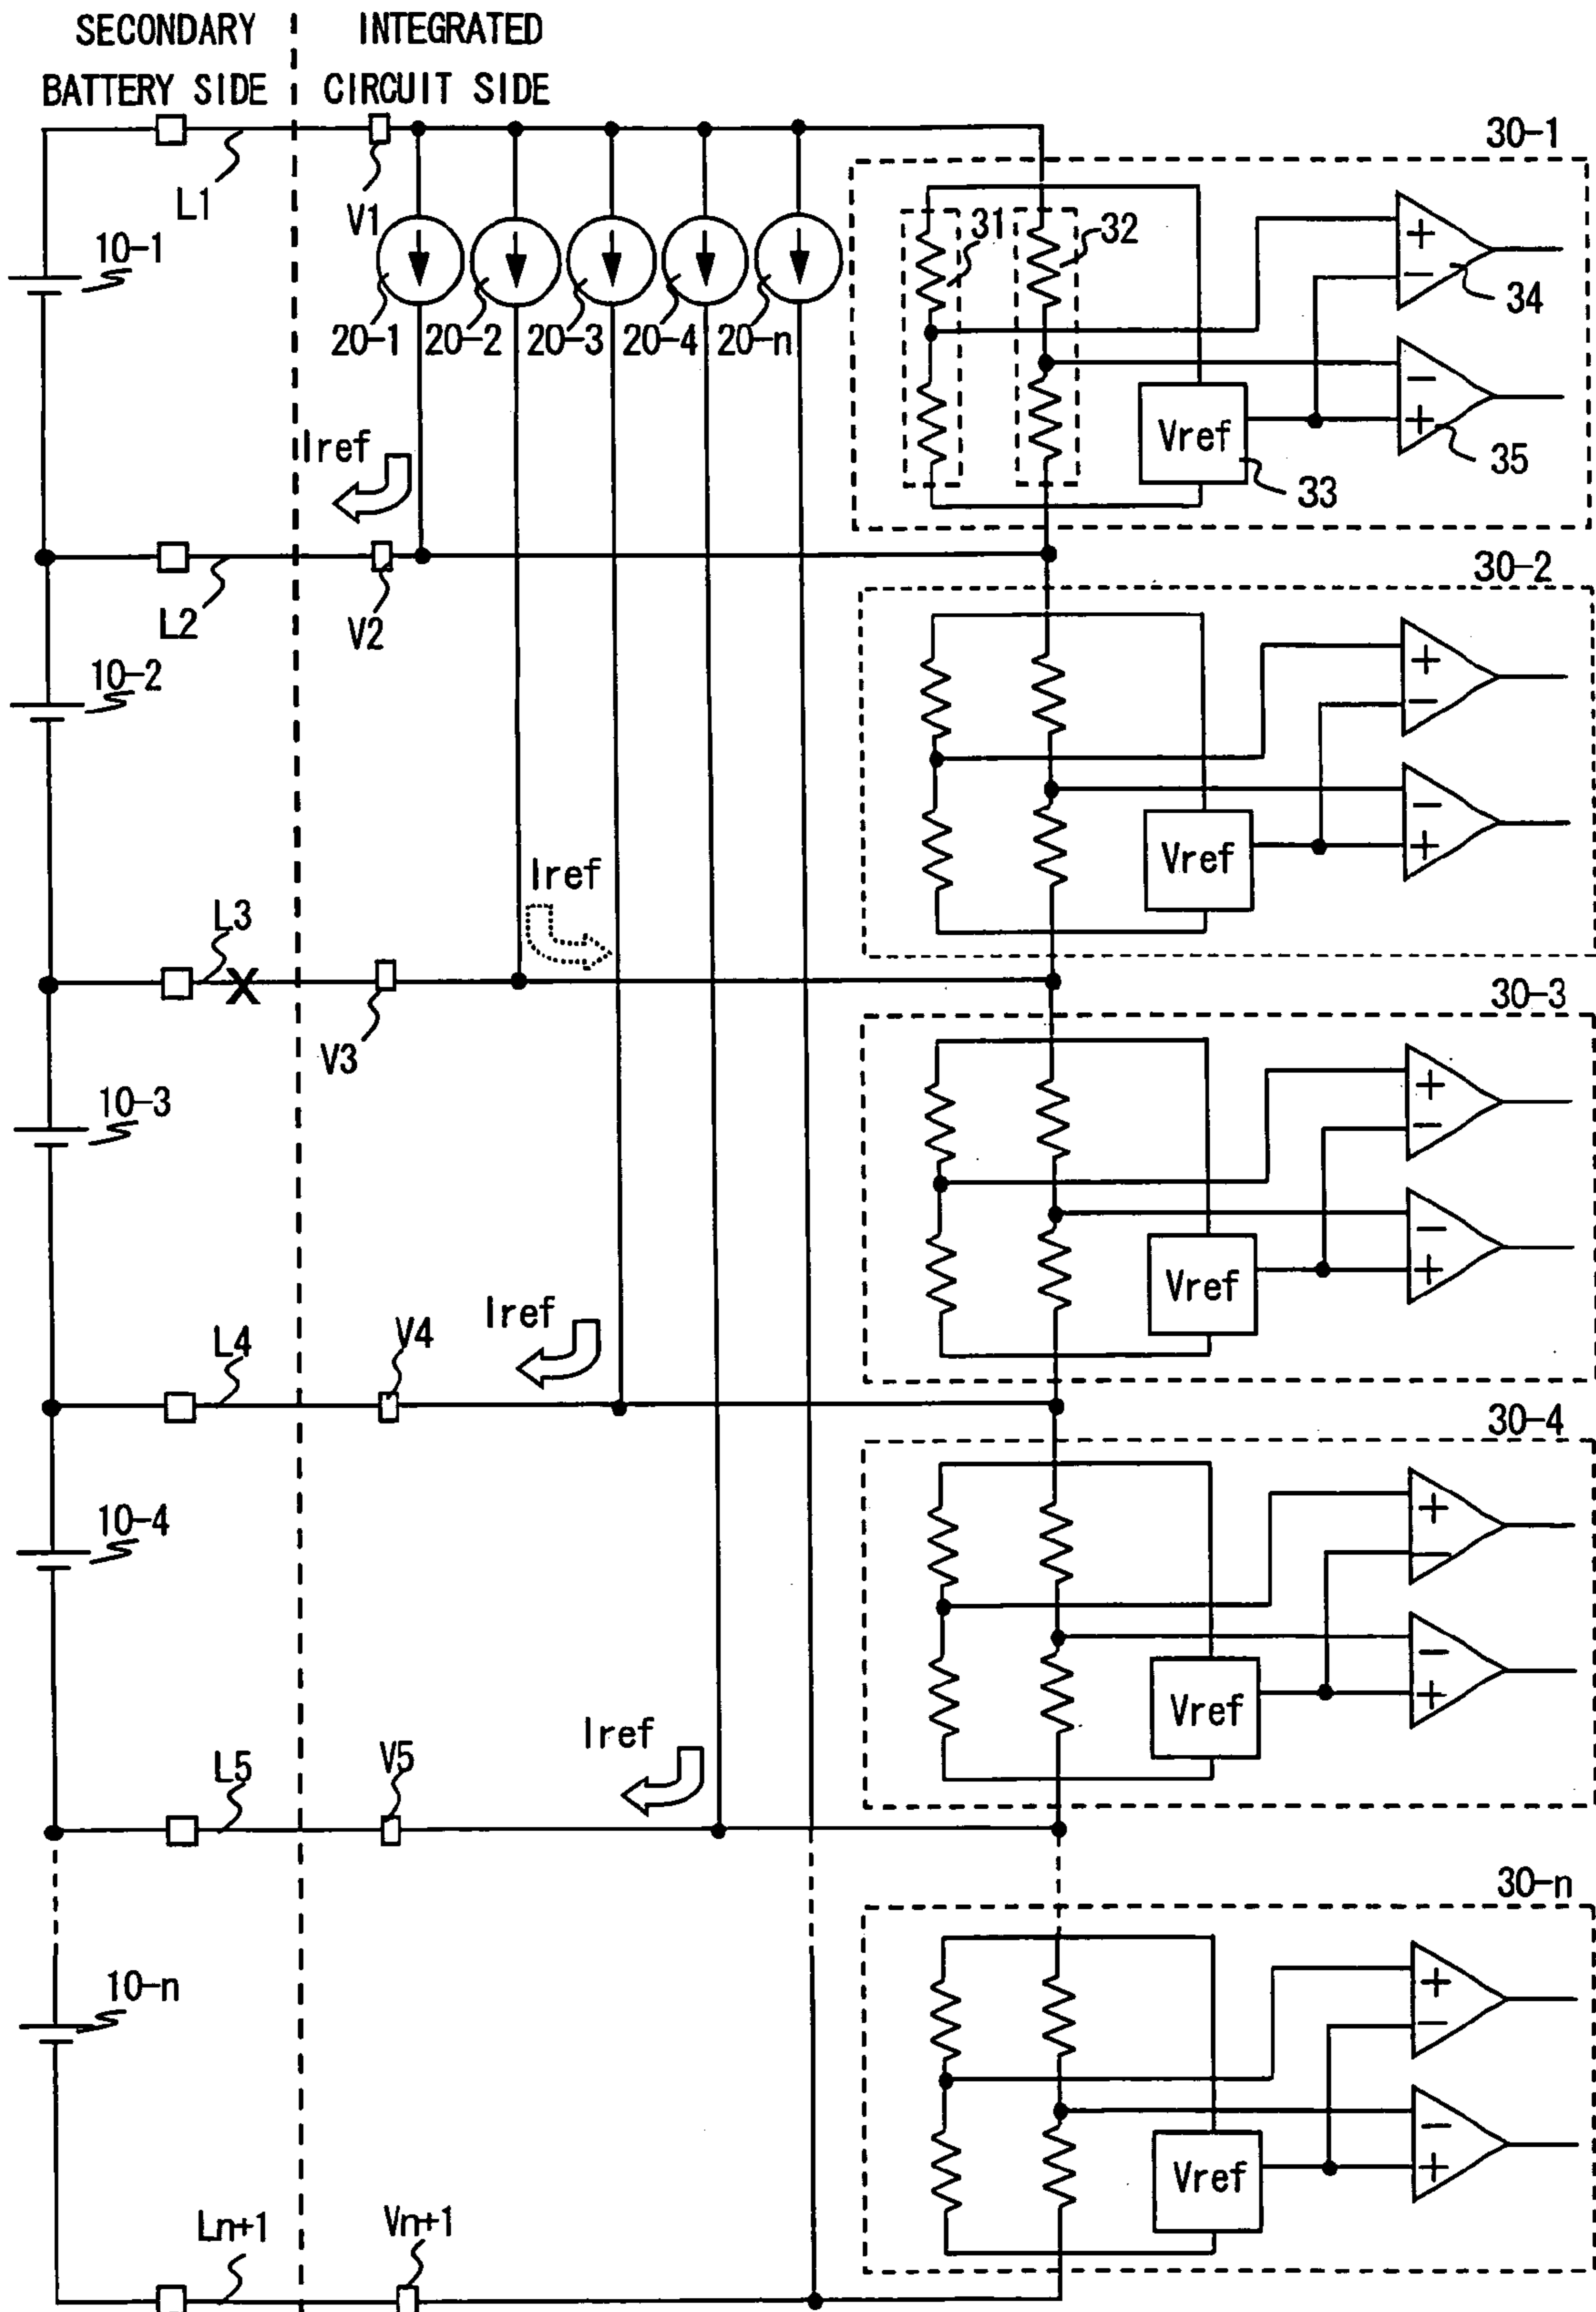 SECONDARY
BATTERY SIDE
INTEGRATED
CIRCUIT SIDE
L1
V1
10-1
20-1
20-2
20-3
20-4
20-n
30-1
31
32
+
−
34
−
+
35
Vref
33
Iref
L2
V2
30-2
10-2
+
−
−
+
Vref
Iref
L3
X
V3
30-3
10-3
+
−
−
+
Vref
Iref
L4
V4
30-4
10-4
+
−
−
+
Vref
Iref
L5
V5
30-n
10-n
+
−
−
+
Vref
Ln+1
Vn+1